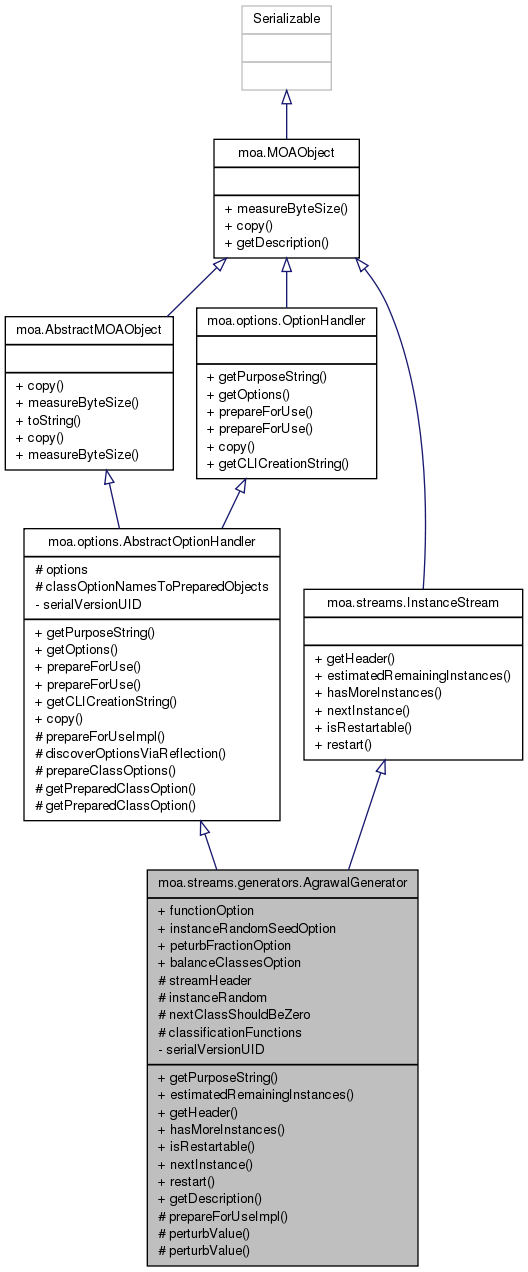 Serializable
moa.MOAObject
+ measureByteSize()
+ copy()
+ getDescription()
moa.AbstractMOAObject
+ copy()
+ measureByteSize()
+ toString()
+ copy()
+ measureByteSize()
moa.options.OptionHandler
+ getPurposeString()
+ getOptions()
+ prepareForUse()
+ prepareForUse()
+ copy()
+ getCLICreationString()
moa.options.AbstractOptionHandler
# options
# classOptionNamesToPreparedObjects
- serialVersionUID
+ getPurposeString()
+ getOptions()
+ prepareForUse()
+ prepareForUse()
+ getCLICreationString()
+ copy()
# prepareForUseImpl()
# discoverOptionsViaReflection()
# prepareClassOptions()
# getPreparedClassOption()
# getPreparedClassOption()
moa.streams.InstanceStream
+ getHeader()
+ estimatedRemainingInstances()
+ hasMoreInstances()
+ nextInstance()
+ isRestartable()
+ restart()
moa.streams.generators.AgrawalGenerator
+ functionOption
+ instanceRandomSeedOption
+ peturbFractionOption
+ balanceClassesOption
# streamHeader
# instanceRandom
# nextClassShouldBeZero
# classificationFunctions
- serialVersionUID
+ getPurposeString()
+ estimatedRemainingInstances()
+ getHeader()
+ hasMoreInstances()
+ isRestartable()
+ nextInstance()
+ restart()
+ getDescription()
# prepareForUseImpl()
# perturbValue()
# perturbValue()